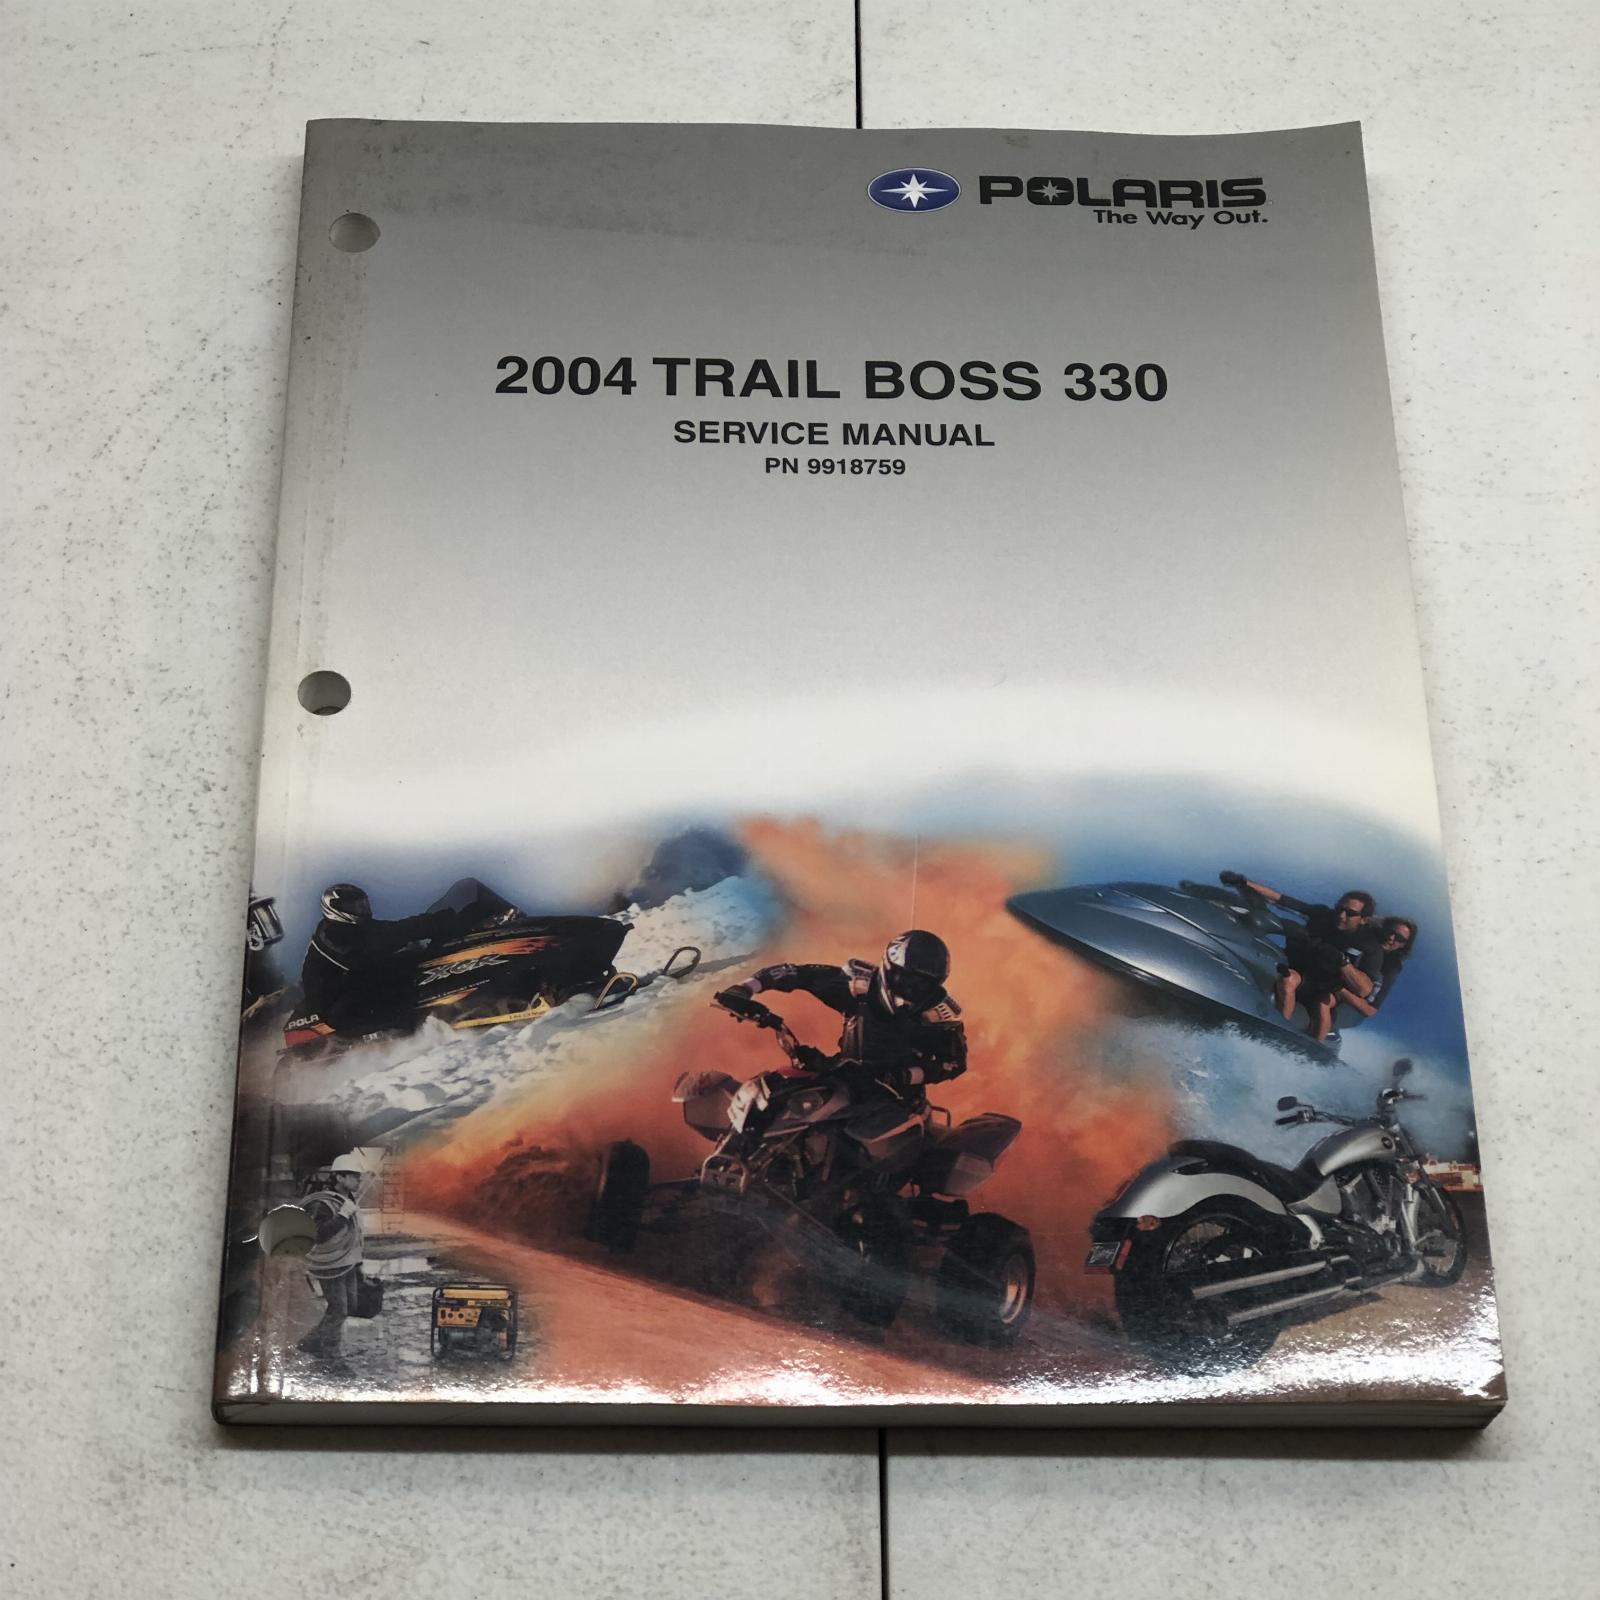 POLARIS
The Way Out.
2004 TRAIL BOSS 330
SERVICE MANUAL
PN 9918759